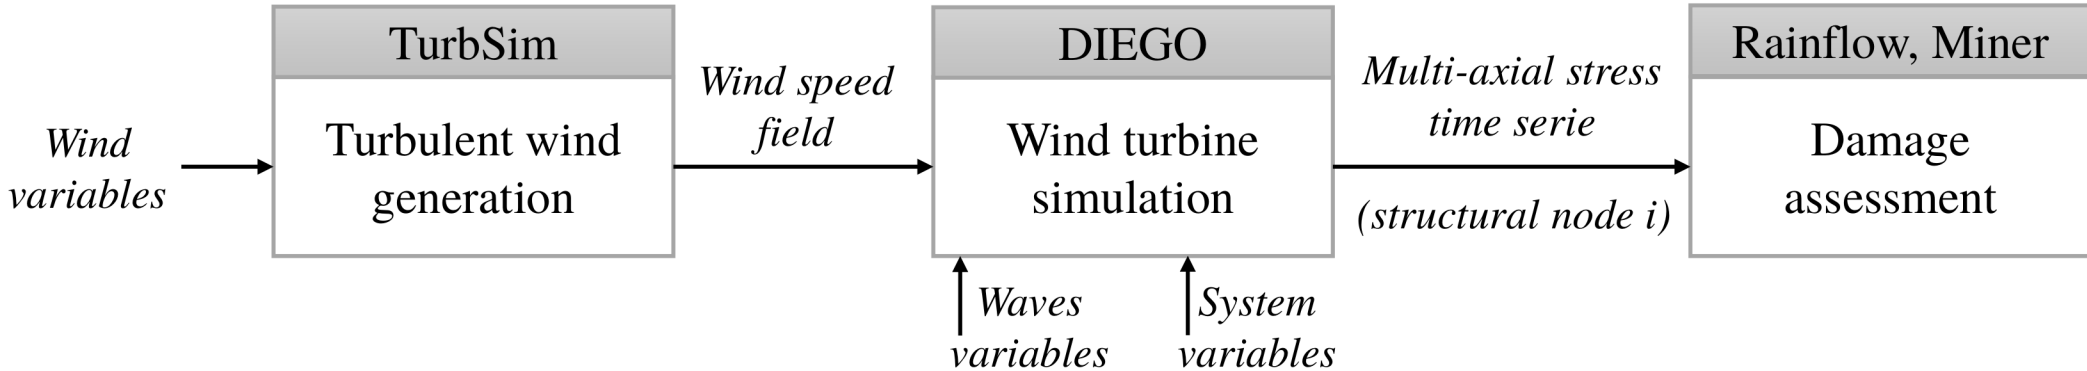 Wind
variables
TurbSim
Turbulent wind
generation
Wind speed
field
DIEGO
Wind turbine
simulation
Waves
variables
System
variables
Multi-axial stress
time serie
(structural node i)
Rainflow, Miner
Damage
assessment